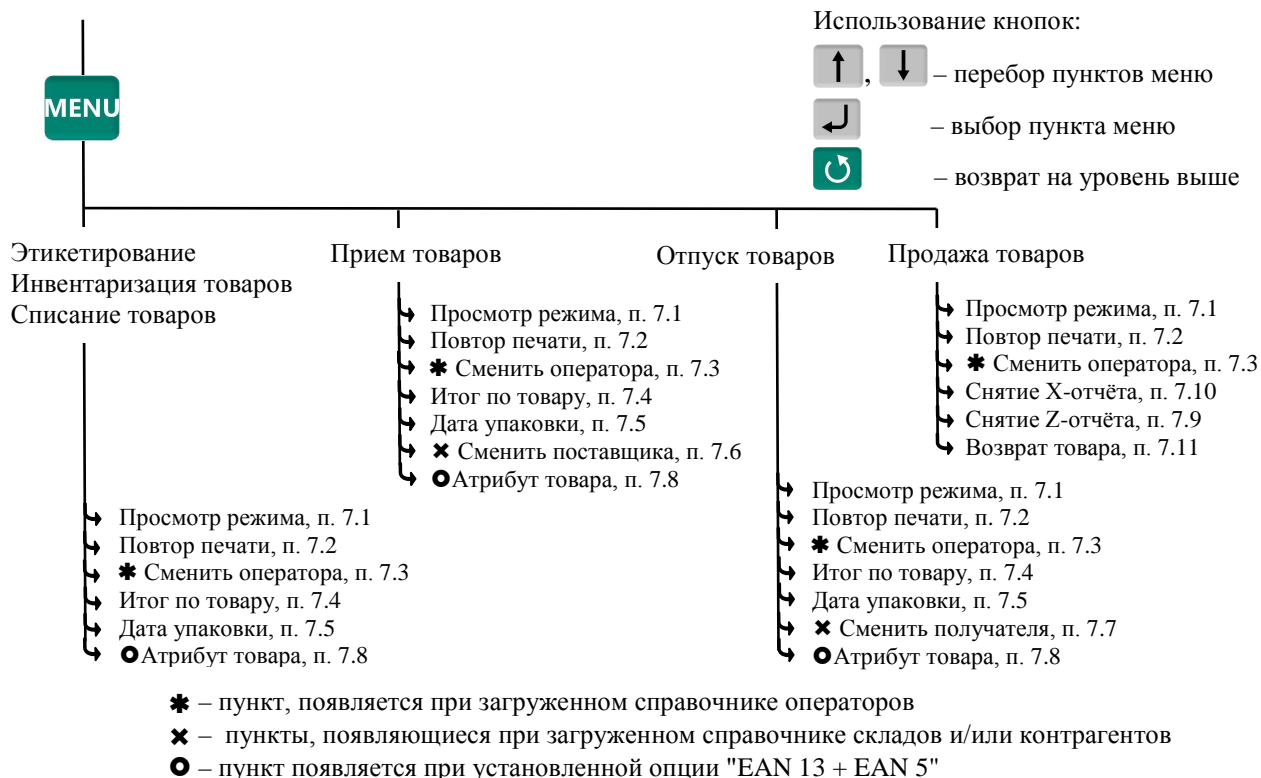 Использование кнопок:
↑, ↓ – перебор пунктов меню
MENU
– выбор пункта меню
– возврат на уровень выше
Этикетирование
Инвентаризация товаров
Списание товаров
Просмотр режима, п. 7.1
Повтор печати, п. 7.2
✱ Сменить оператора, п. 7.3
Итог по товару, п. 7.4
Дата упаковки, п. 7.5
Атрибут товара, п. 7.8
Прием товаров
Просмотр режима, п. 7.1
Повтор печати, п. 7.2
✱ Сменить оператора, п. 7.3
Итог по товару, п. 7.4
Дата упаковки, п. 7.5
✖ Сменить поставщика, п. 7.6
Атрибут товара, п. 7.8
Отпуск товаров
Просмотр режима, п. 7.1
Повтор печати, п. 7.2
✱ Сменить оператора, п. 7.3
Итог по товару, п. 7.4
Дата упаковки, п. 7.5
✖ Сменить получателя, п. 7.7
Атрибут товара, п. 7.8
Продажа товаров
Просмотр режима, п. 7.1
Повтор печати, п. 7.2
✱ Сменить оператора, п. 7.3
Снятие X-отчёта, п. 7.10
Снятие Z-отчёта, п. 7.9
Возврат товара, п. 7.11
✱ – пункт, появляется при загруженном справочнике операторов
✖ – пункты, появляющиеся при загруженном справочнике складов и/или контрагентов
– пункт появляется при установленной опции "EAN 13 + EAN 5"